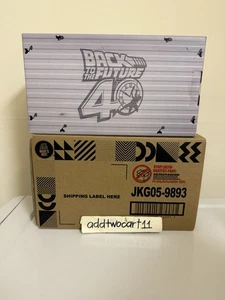 BACK
TO THE
FUTURE
40
SHIPPING LABEL HERE
JKG05-9893
addtwocart11